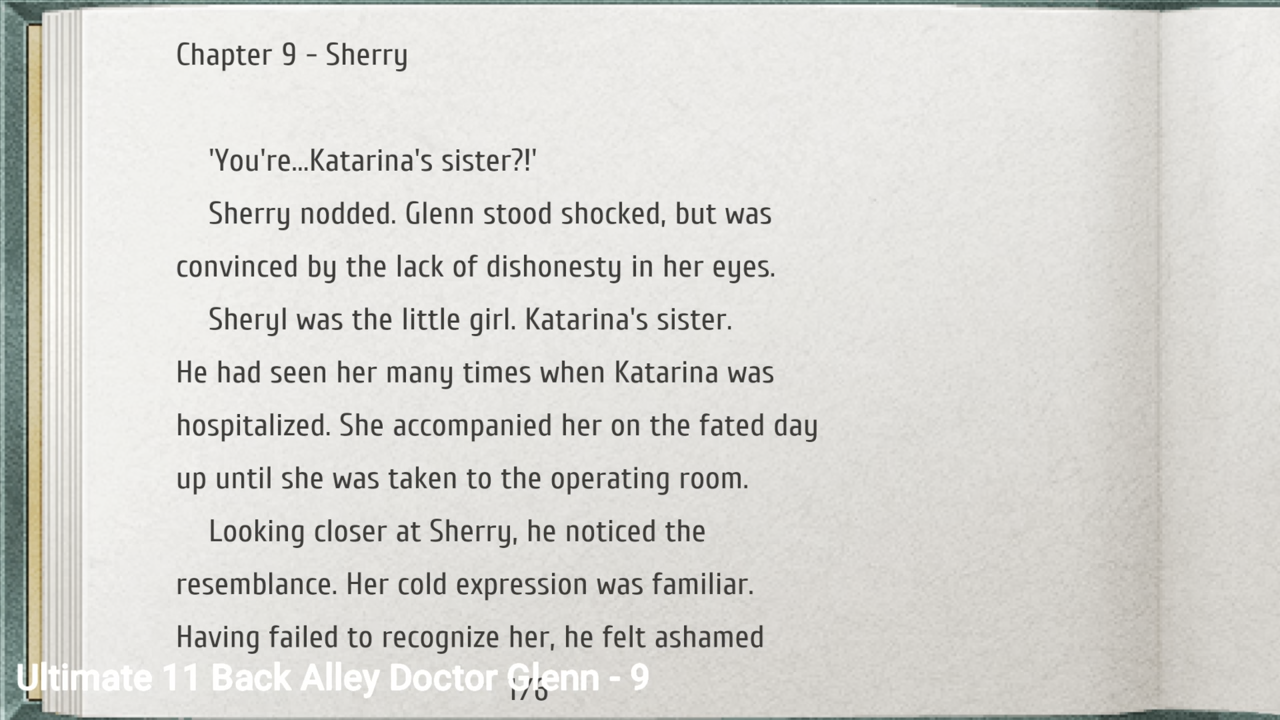 Chapter 9 - Sherry
'You're...Katarina's sister?!'
Sherry nodded. Glenn stood shocked, but was
convinced by the lack of dishonesty in her eyes.
Sheryl was the little girl. Katarina's sister.
He had seen her many times when Katarina was
hospitalized. She accompanied her on the fated day
up until she was taken to the operating room.
Looking closer at Sherry, he noticed the
resemblance. Her cold expression was familiar.
Having failed to recognize her, he felt ashamed
Ultimate 11 Back Alley Doctor Glenn - 9
176